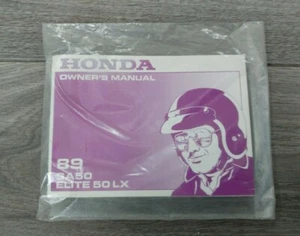 HONDA
OWNER'S MANUAL
89
SA50
ELITE 50 LX